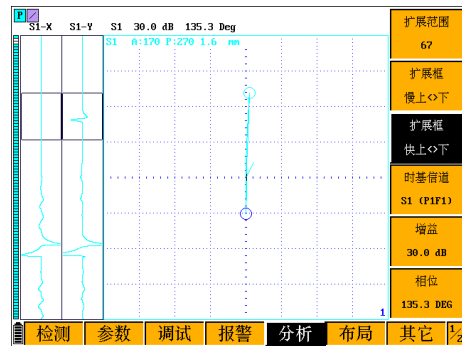 P
S1-X S1-Y S1 30.0 dB 135.3 Deg
S1 A:170 P:270 1.6 mm
1
扩展范围
67
扩展框
慢上<>下
扩展框
快上<>下
时基信道
S1 (P1F1)
增益
30.0 dB
相位
135.3 DEG
检测 参数 调试 报警 分析 布局 其它 1/2